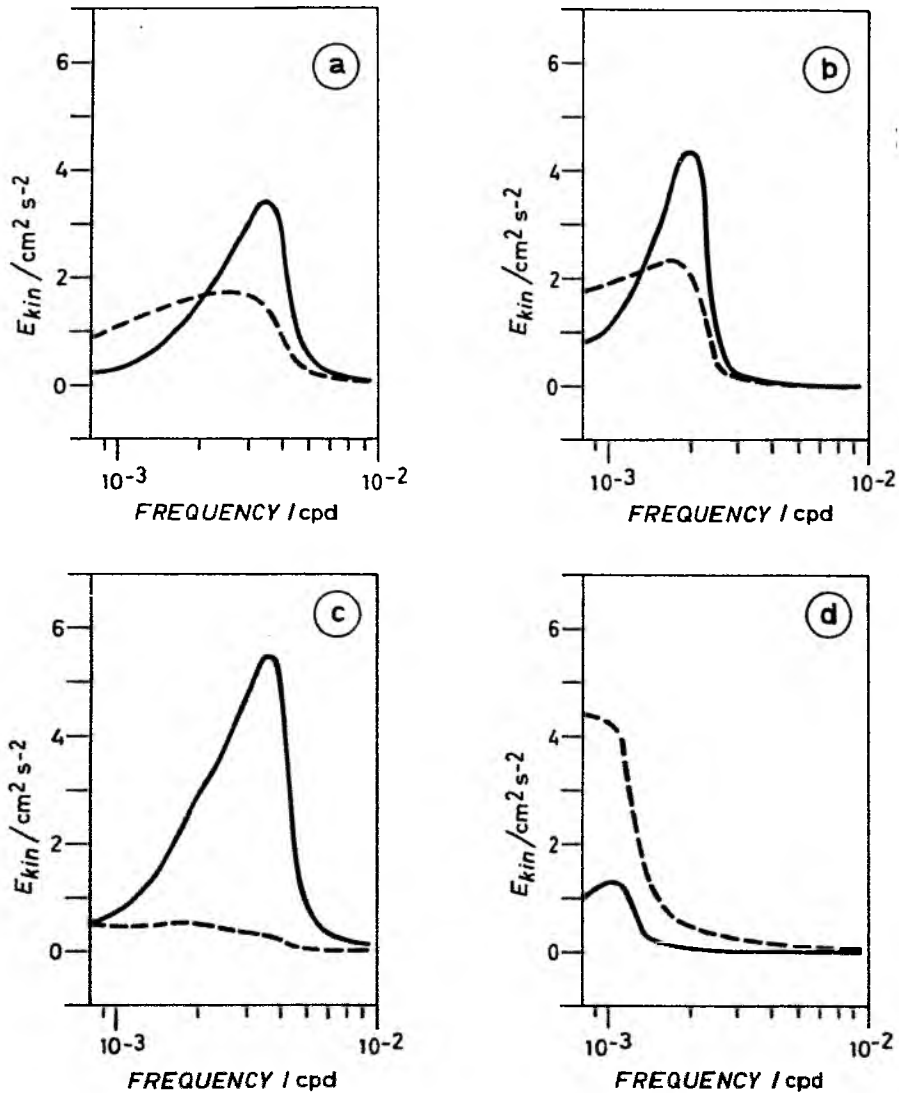 a
6
4
2
0
E_kin / cm² s⁻²
10⁻³
10⁻²
FREQUENCY / cpd
b
6
4
2
0
E_kin / cm² s⁻²
10⁻³
10⁻²
FREQUENCY / cpd
c
6
4
2
0
E_kin / cm² s⁻²
10⁻³
10⁻²
FREQUENCY / cpd
d
6
4
2
0
E_kin / cm² s⁻²
10⁻³
10⁻²
FREQUENCY / cpd